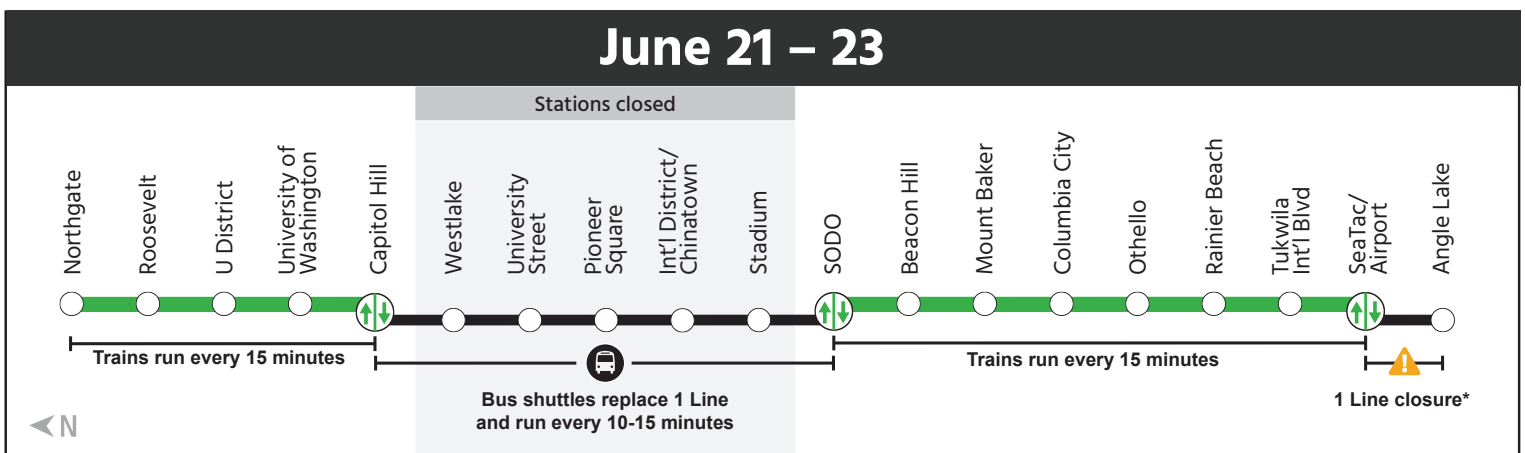 June 21 – 23
Stations closed
Northgate
Roosevelt
U District
University of
Washington
Capitol Hill
Westlake
University
Street
Pioneer
Square
Int'l District/
Chinatown
Stadium
SODO
Beacon Hill
Mount Baker
Columbia City
Othello
Rainier Beach
Tukwila
Int'l Blvd
SeaTac/
Airport
Angle Lake
Trains run every 15 minutes
Bus shuttles replace 1 Line
and run every 10-15 minutes
Trains run every 15 minutes
1 Line closure*
N